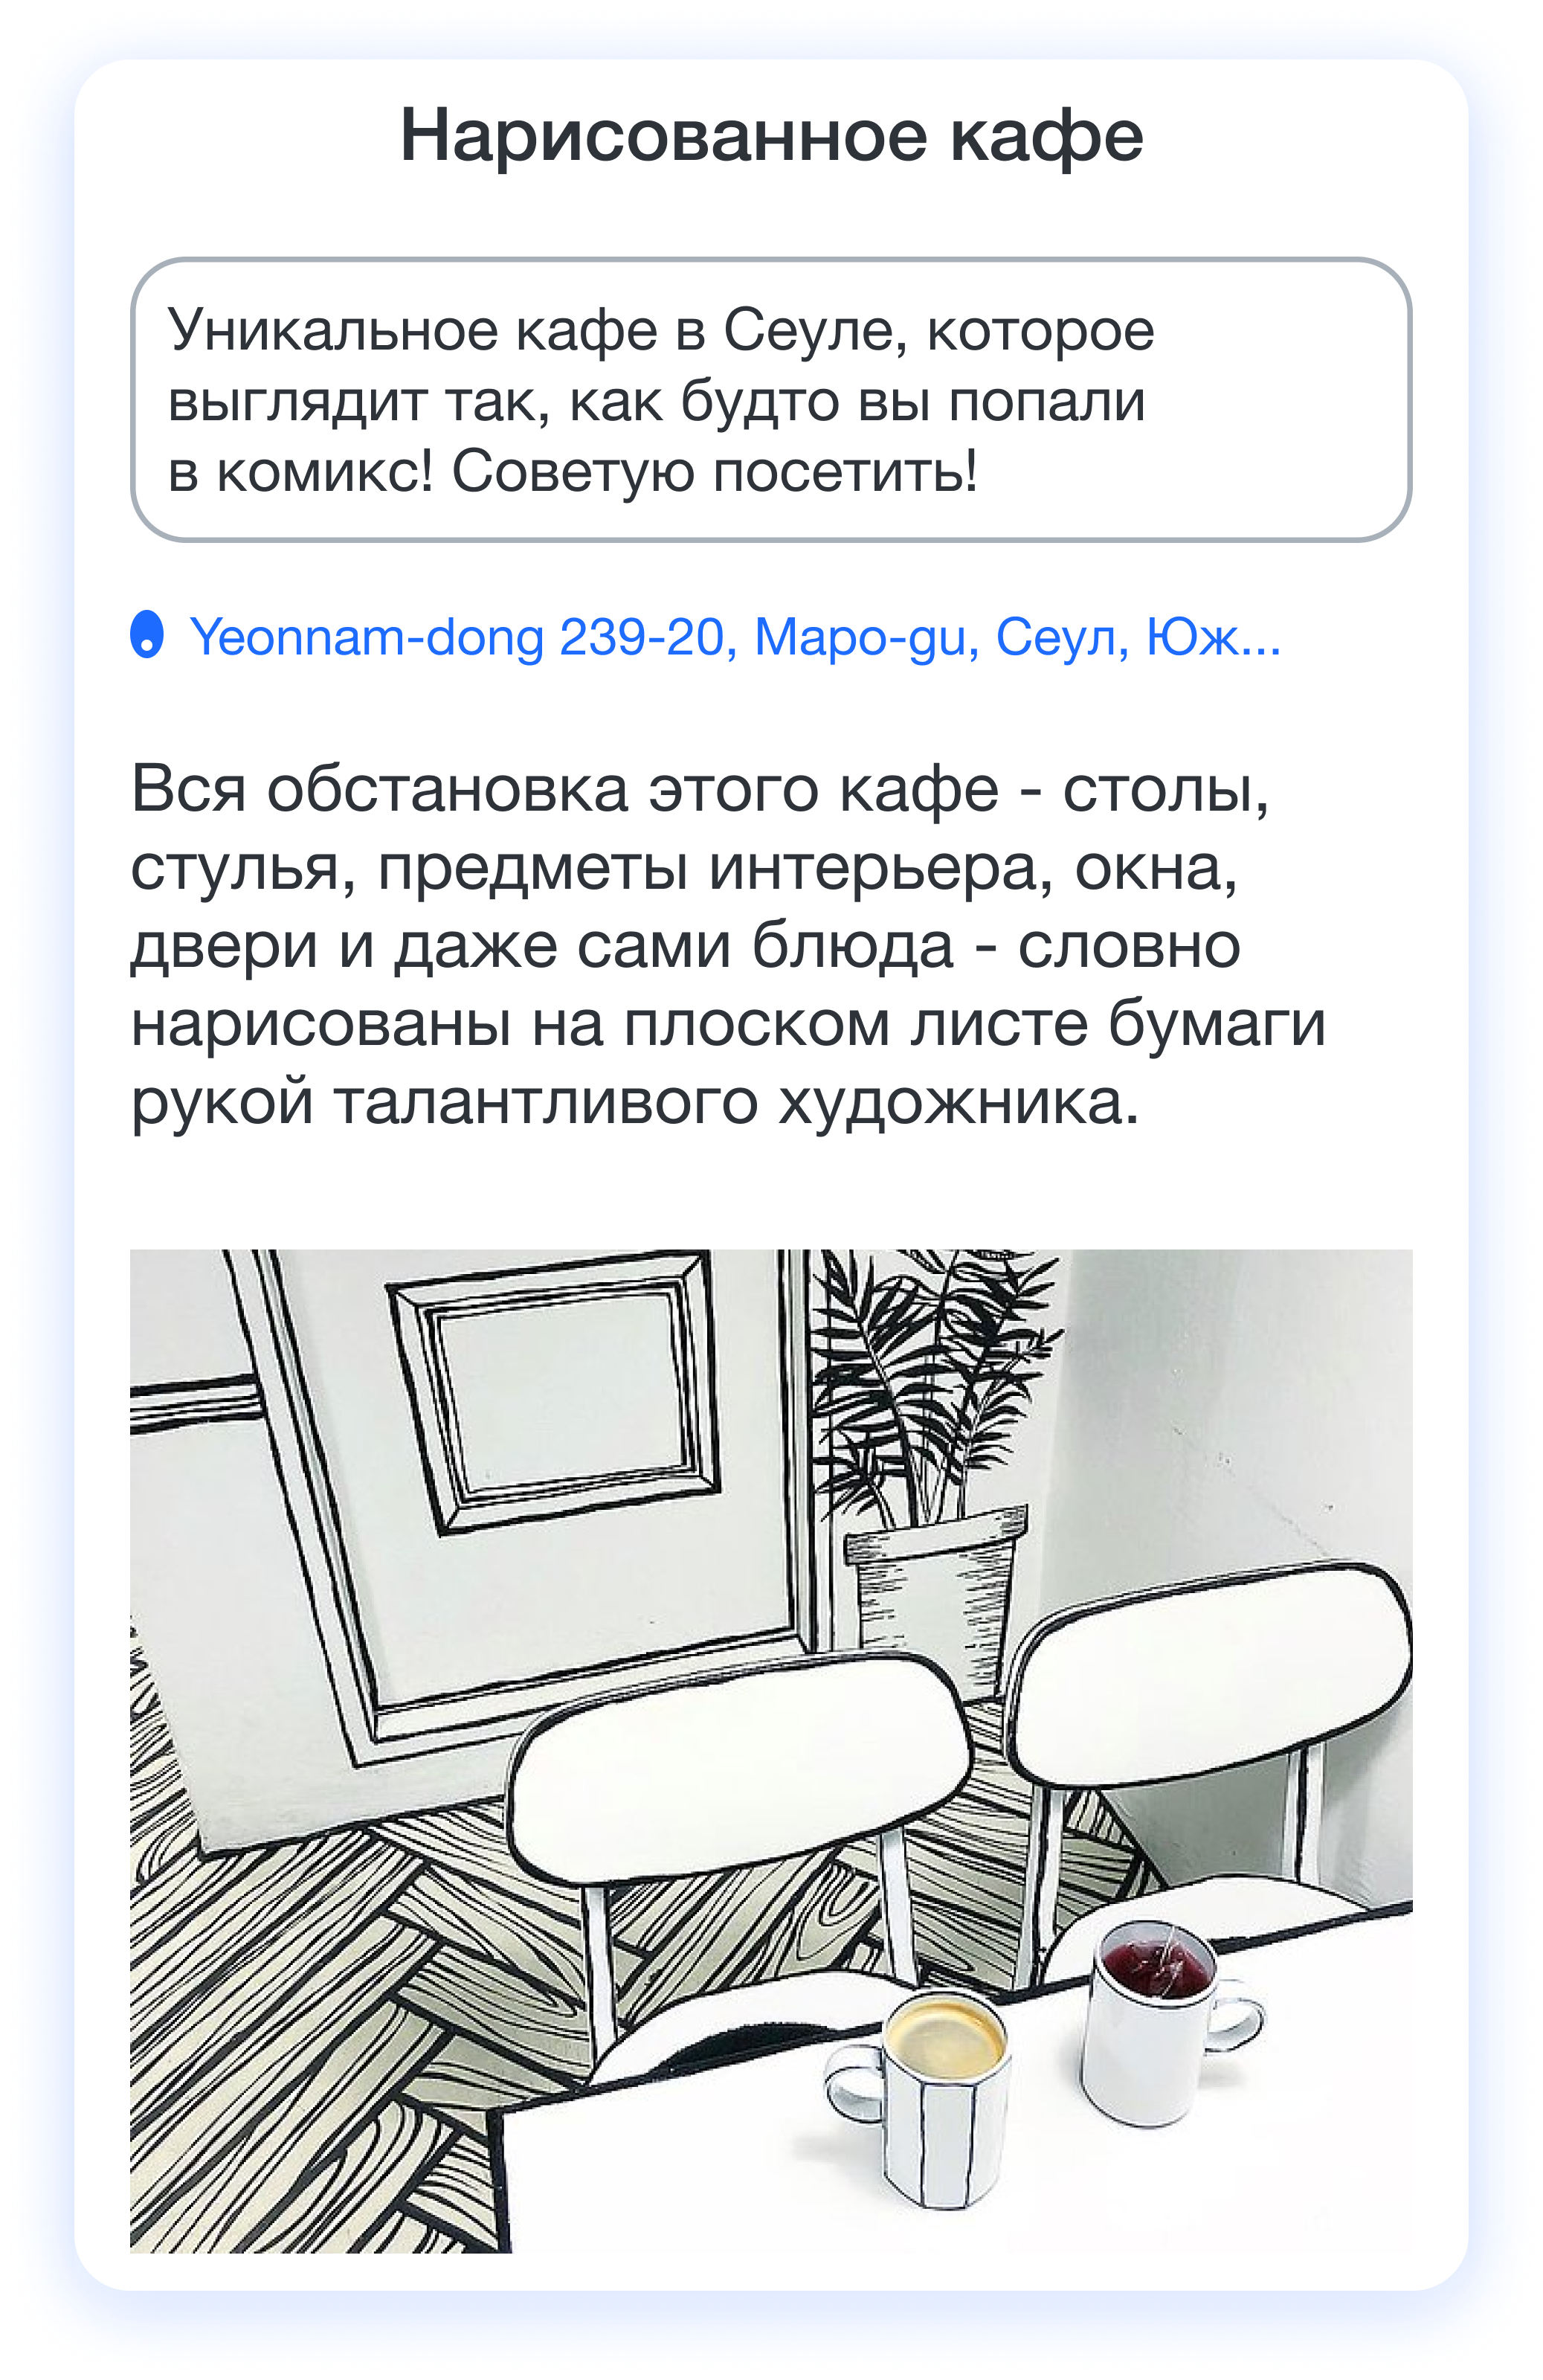 Нарисованное кафе
Уникальное кафе в Сеуле, которое
выглядит так, как будто вы попали
в комикс! Советую посетить!
Yeonnam-dong 239-20, Mapo-gu, Сеул, Юж...
Вся обстановка этого кафе - столы,
стулья, предметы интерьера, окна,
двери и даже сами блюда - словно
нарисованы на плоском листе бумаги
рукой талантливого художника.